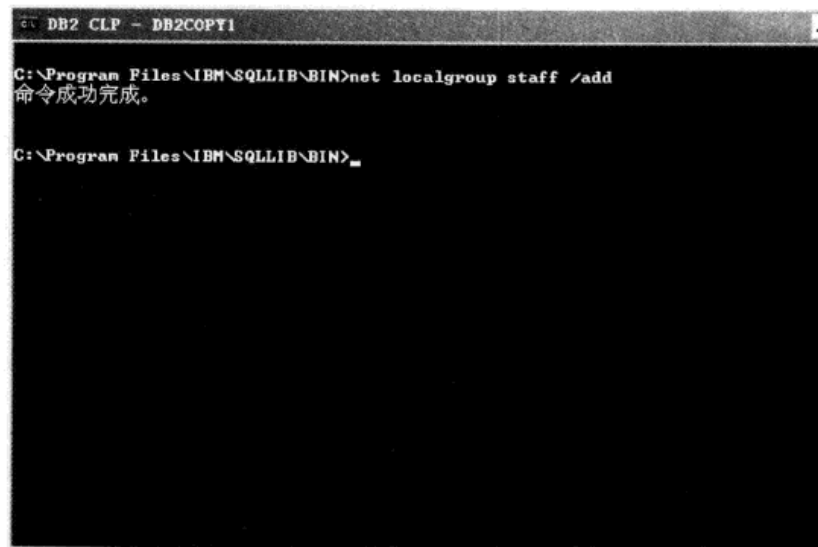 DB2 CLP - DB2COPY1
C:\Program Files\IBM\SQLLIB\BIN>net localgroup staff /add
命令成功完成。
C:\Program Files\IBM\SQLLIB\BIN>